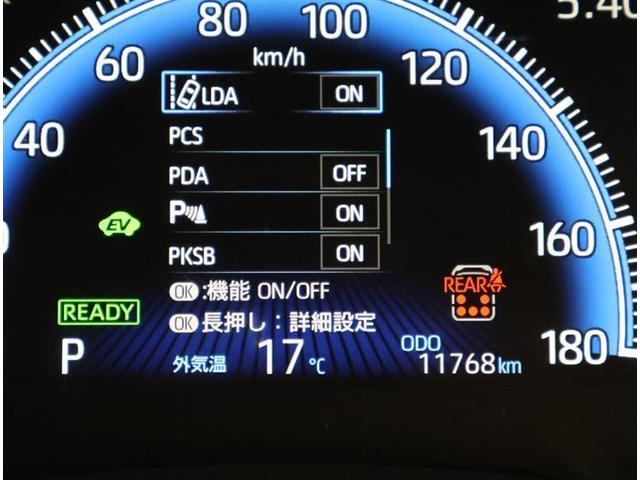 80
100
5.40
60
km/h
120
LDA ON
40
PCS
140
PDA OFF
P ON
EV
160
PKSB ON
OK:機能 ON/OFF
REAR
READY
OK長押し:詳細設定
180
P
外気温 17℃
ODO
11768km